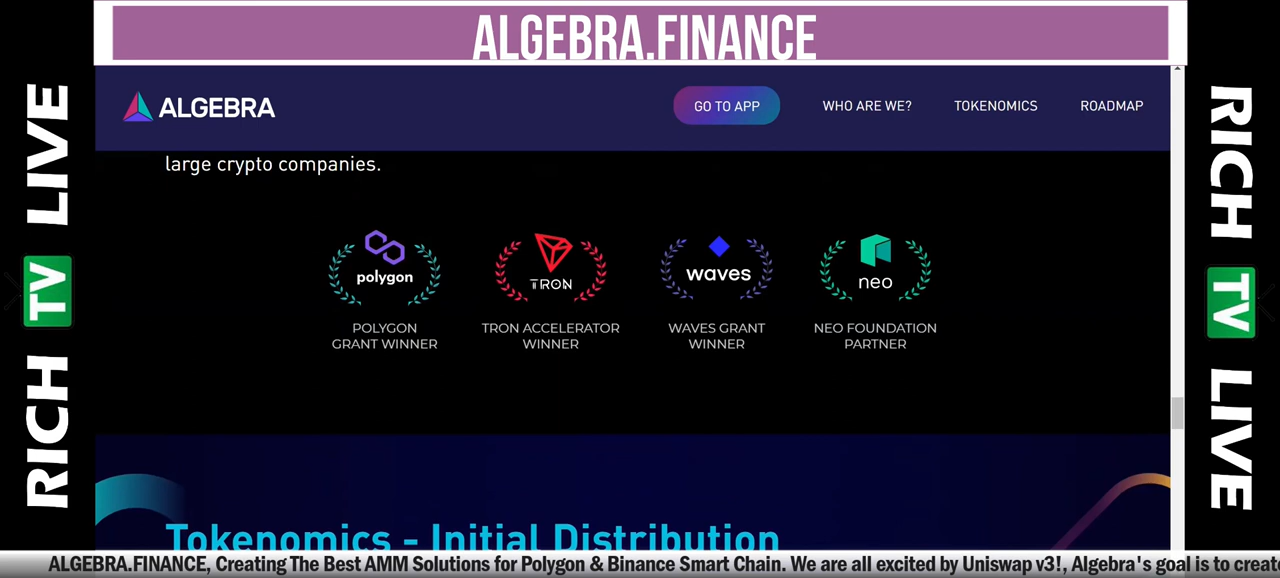 ALGEBRA.FINANCE
ALGEBRA
GO TO APP
WHO ARE WE?
TOKENOMICS
ROADMAP
large crypto companies.
polygon
TRON
waves
neo
POLYGON
GRANT WINNER
TRON ACCELERATOR
WINNER
WAVES GRANT
WINNER
NEO FOUNDATION
PARTNER
Tokenomics - Initial Distribution
ALGEBRA.FINANCE, Creating The Best AMM Solutions for Polygon & Binance Smart Chain. We are all excited by Uniswap v3!, Algebra's goal is to create
RICH TV LIVE
RICH TV LIVE